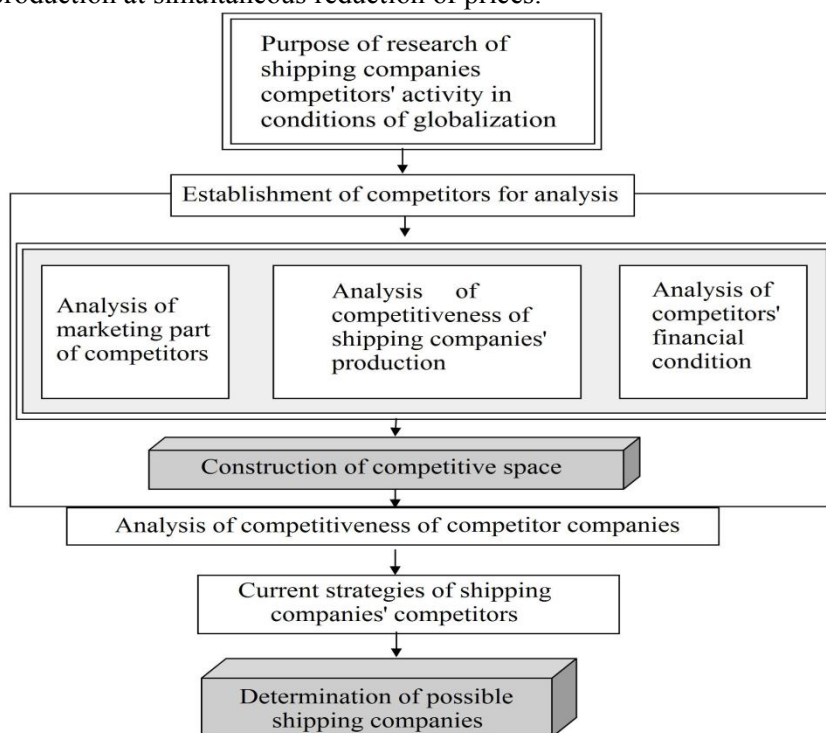 production at simultaneous reduction of prices.
Purpose of research of
shipping companies
competitors' activity in
conditions of globalization
Establishment of competitors for analysis
Analysis of
marketing part
of competitors
Analysis of
competitiveness of
shipping companies'
production
Analysis of
competitors'
financial
condition
Construction of competitive space
Analysis of competitiveness of competitor companies
Current strategies of shipping
companies' competitors
Determination of possible
shipping companies